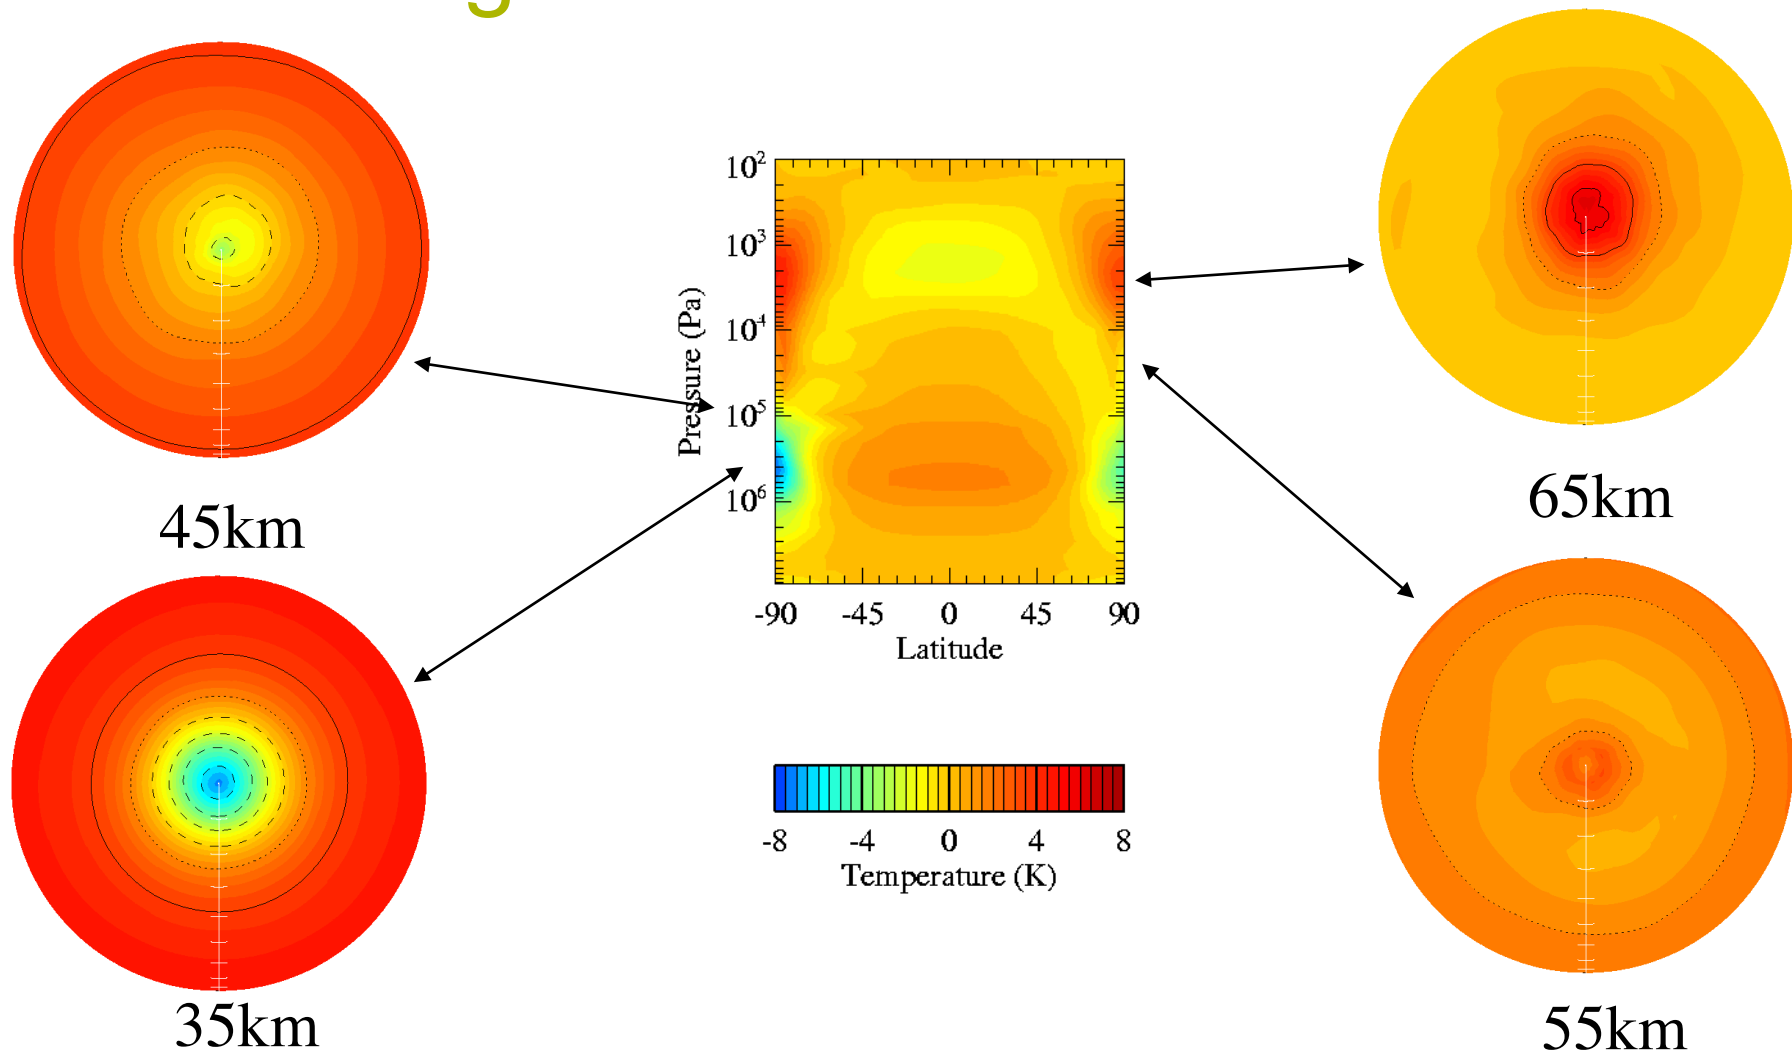 g
45km
35km
10²
10³
10⁴
10⁵
10⁶
Pressure (Pa)
-90 -45 0 45 90
Latitude
-8 -4 0 4 8
Temperature (K)
65km
55km